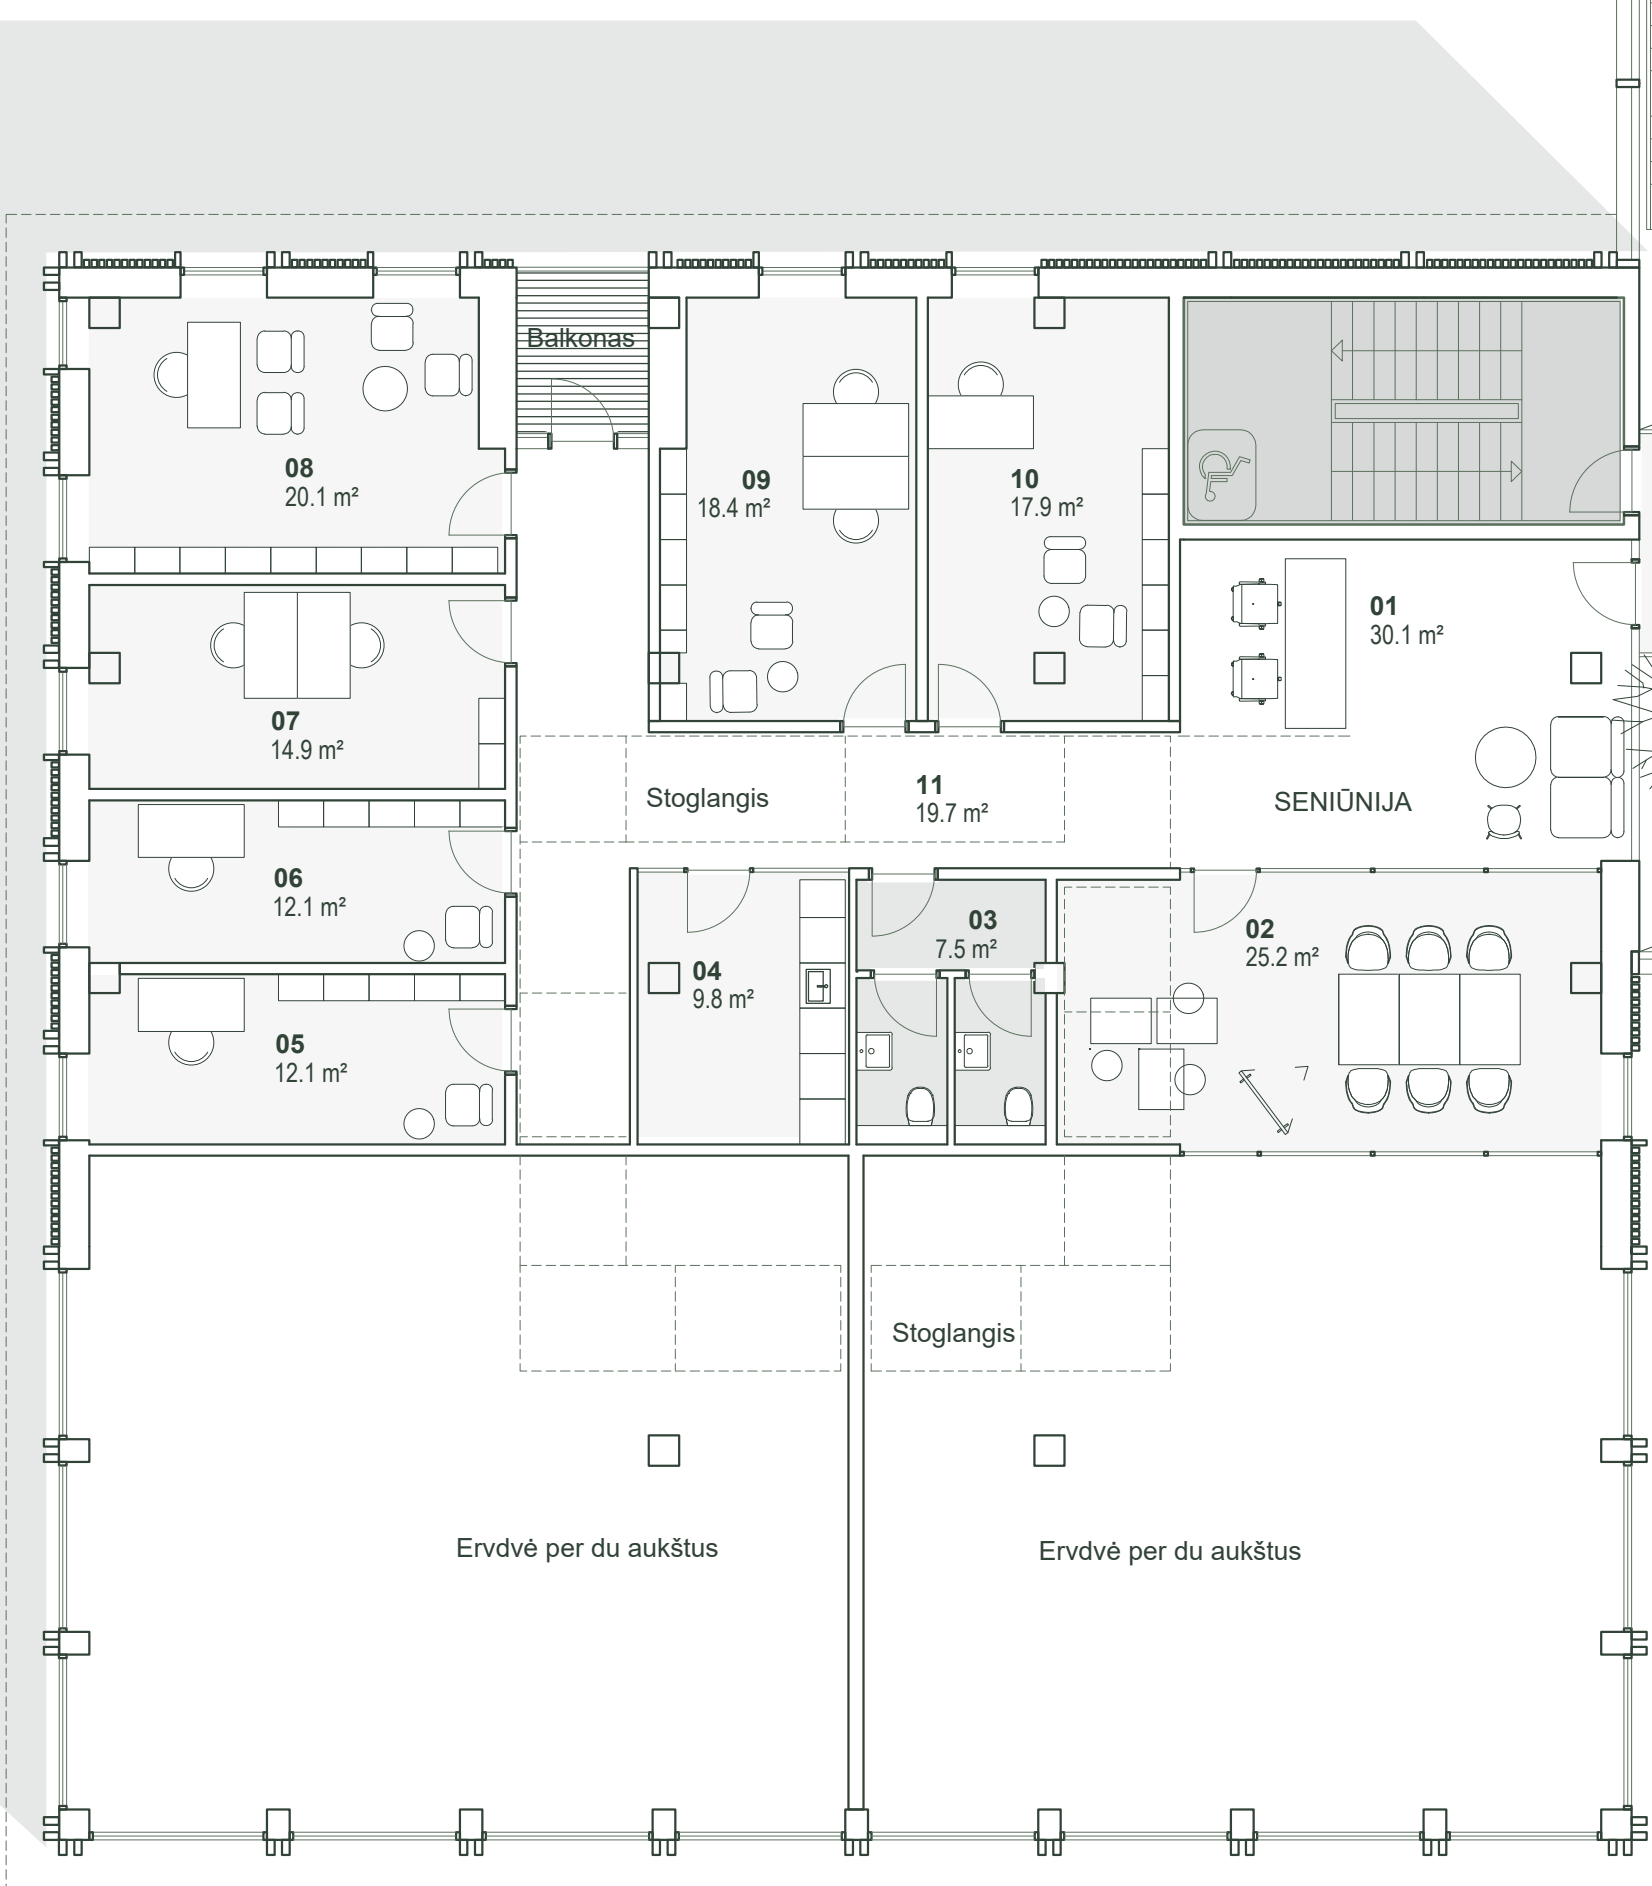 Balkonas
08
20.1 m²
09
18.4 m²
10
17.9 m²
01
30.1 m²
07
14.9 m²
Stoglangis
11
19.7 m²
SENIŪNIJA
06
12.1 m²
04
9.8 m²
03
7.5 m²
02
25.2 m²
05
12.1 m²
Stoglangis
Ervdvė per du aukštus
Ervdvė per du aukštus